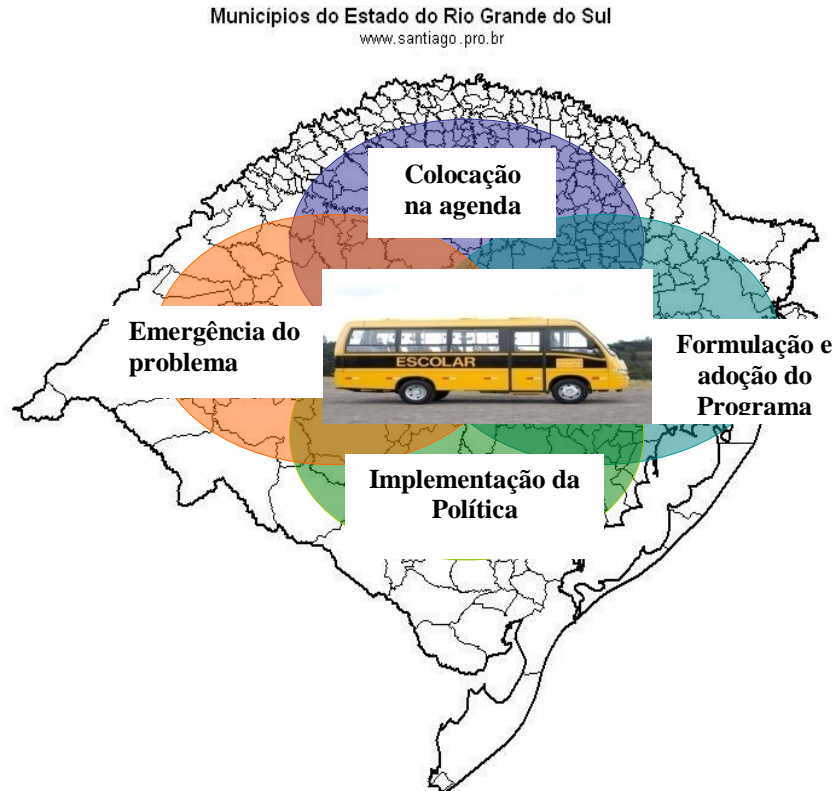 Municípios do Estado do Rio Grande do Sul
www.santiago.pro.br
Colocação
na agenda
Emergência do
problema
ESCOLAR
Formulação e
adoção do
Programa
Implementação da
Política